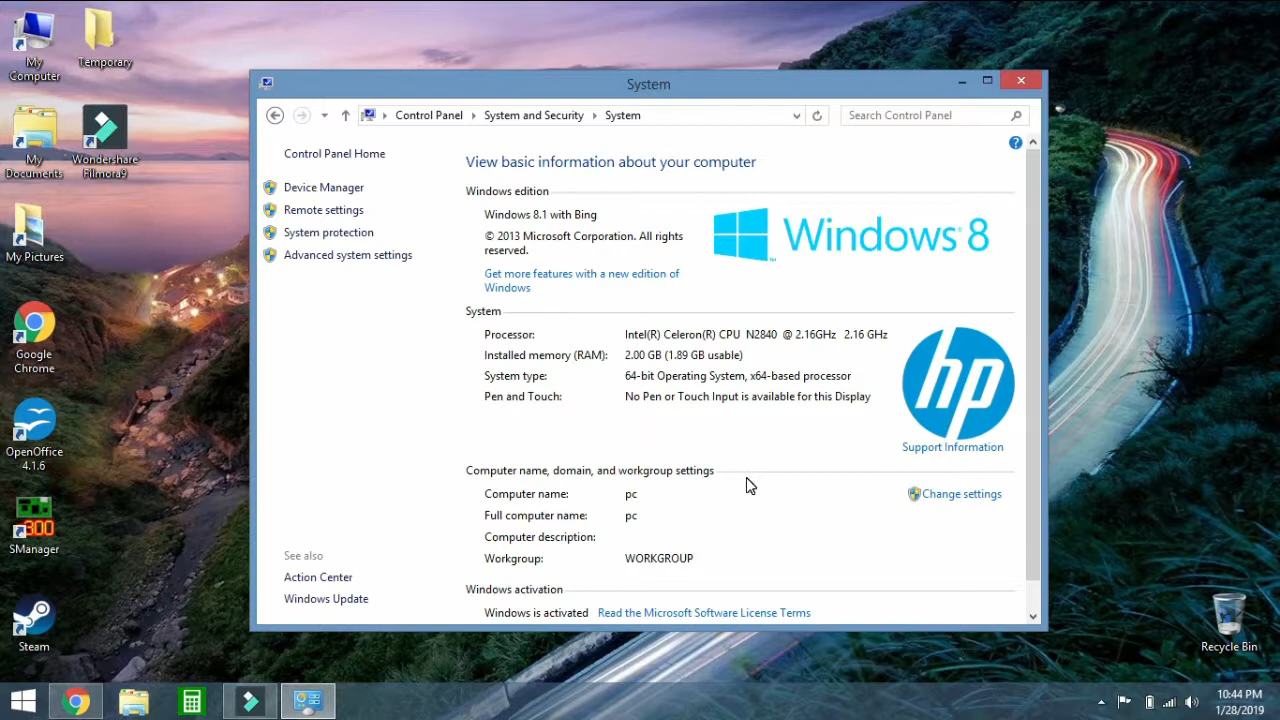 My
Computer
Temporary
My
Documents
Wondershare
Filmora9
My Pictures
Google
Chrome
OpenOffice
4.1.6
300
SManager
Steam
System
Control Panel
System and Security
System
Search Control Panel
Control Panel Home
Device Manager
Remote settings
System protection
Advanced system settings
See also
Action Center
Windows Update
View basic information about your computer
Windows edition
Windows 8.1 with Bing
© 2013 Microsoft Corporation. All rights
reserved.
Get more features with a new edition of
Windows
Windows 8
System
Processor: Intel(R) Celeron(R) CPU N2840 @ 2.16GHz 2.16 GHz
Installed memory (RAM): 2.00 GB (1.89 GB usable)
System type: 64-bit Operating System, x64-based processor
Pen and Touch: No Pen or Touch Input is available for this Display
hp
Support Information
Computer name, domain, and workgroup settings
Computer name: pc
Change settings
Full computer name: pc
Computer description:
Workgroup: WORKGROUP
Windows activation
Windows is activated Read the Microsoft Software License Terms
Recycle Bin
10:44 PM
1/28/2019